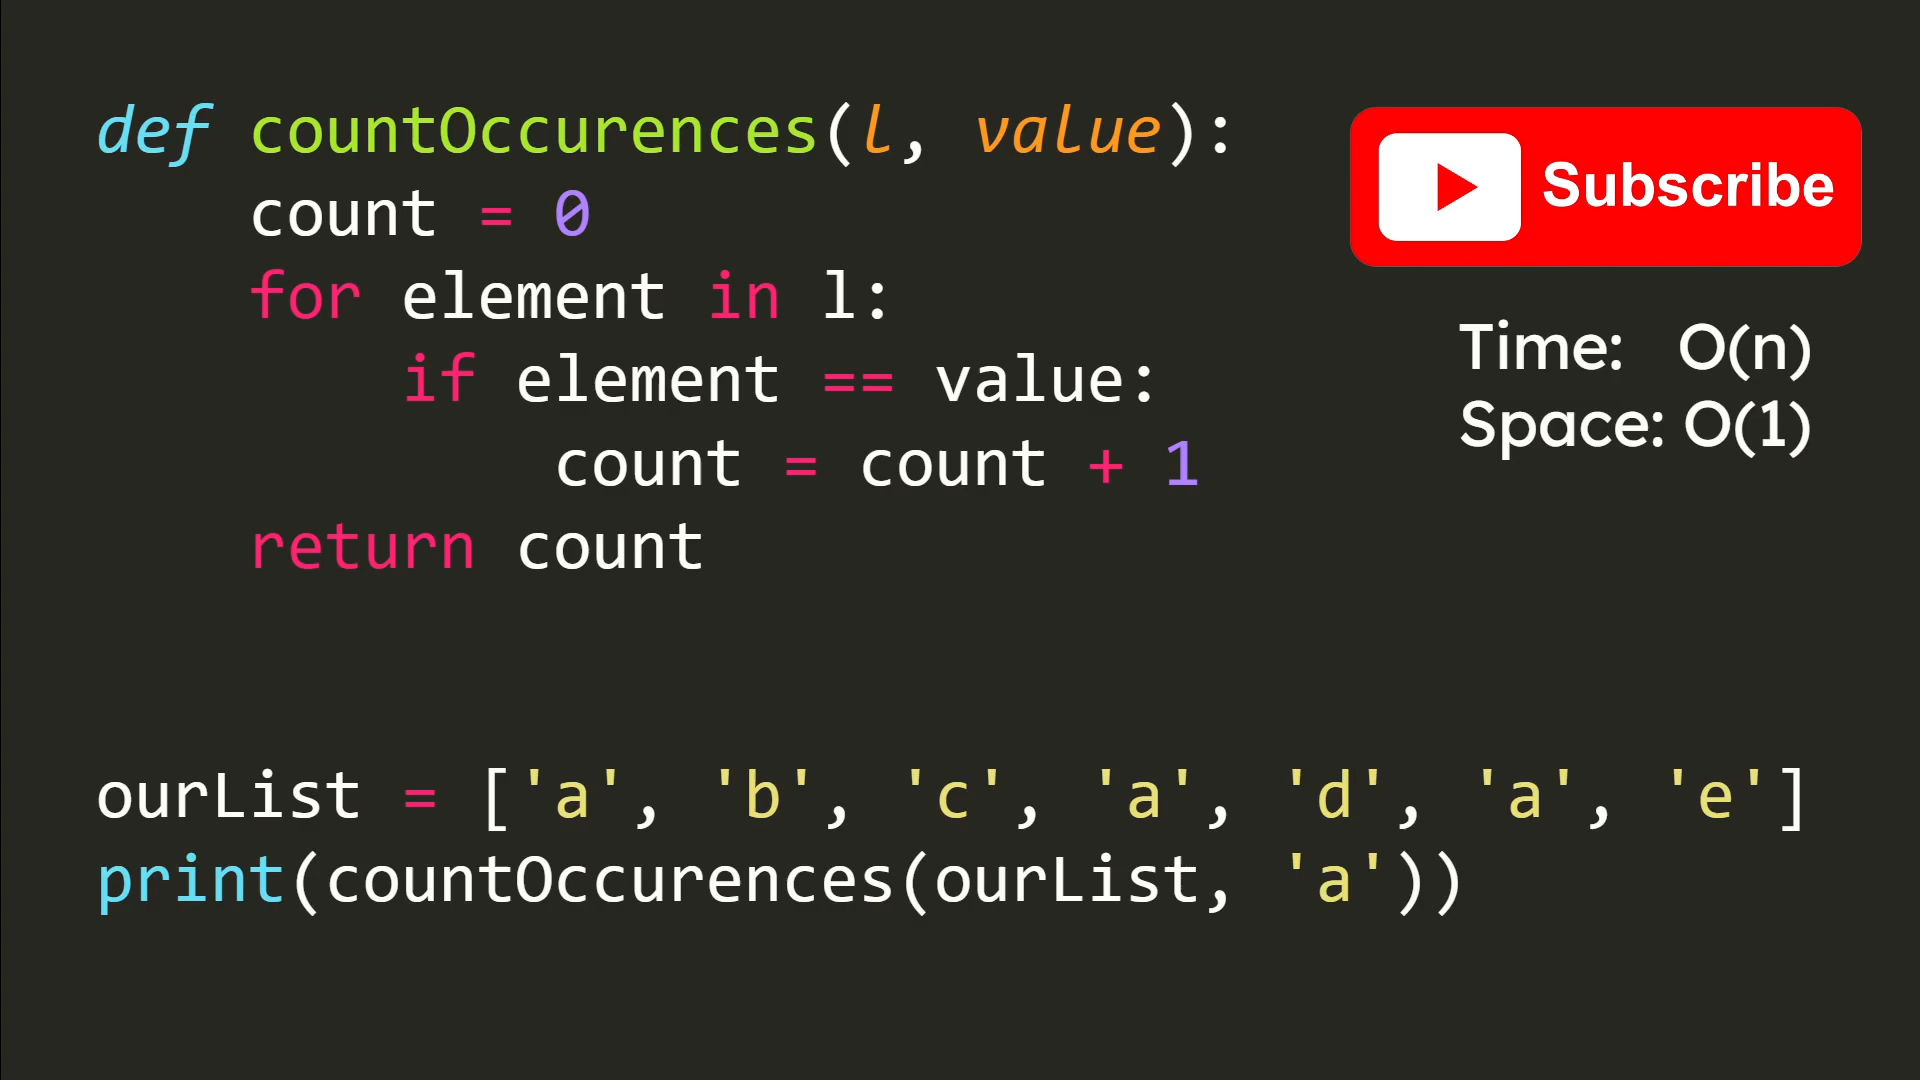 def countOccurences(l, value):
    count = 0
    for element in l:
        if element == value:
            count = count + 1
    return count
Subscribe
Time: O(n)
Space: O(1)
ourList = ['a', 'b', 'c', 'a', 'd', 'a', 'e']
print(countOccurences(ourList, 'a'))